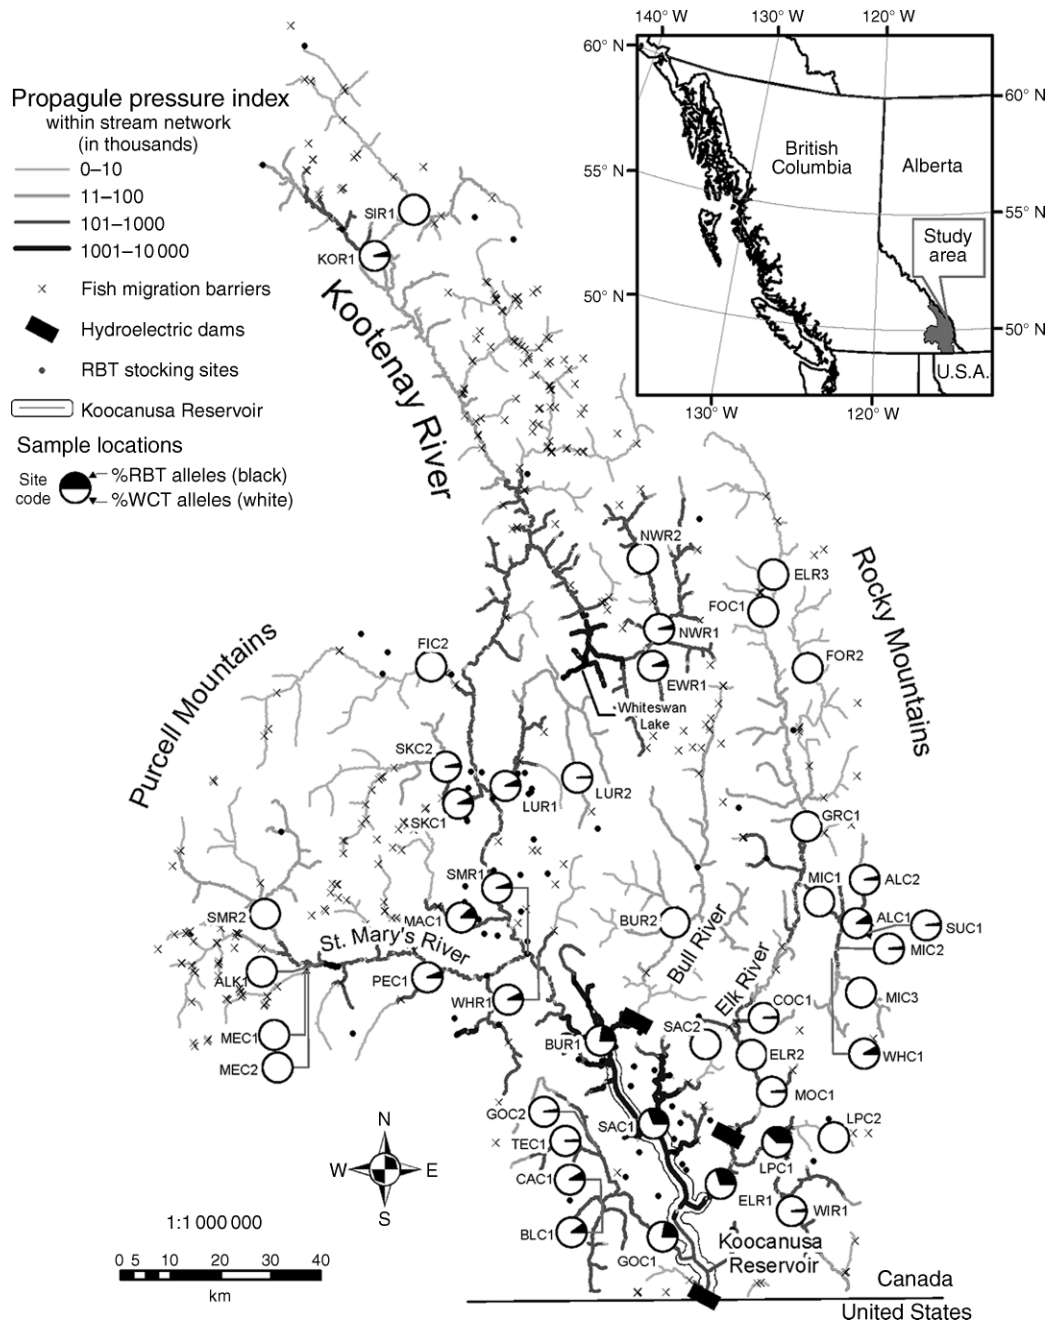 140° W
130° W
120° W
60° N
60° N
55° N
55° N
50° N
50° N
130° W
120° W
British
Columbia
Alberta
Study
area
U.S.A.
Propagule pressure index
within stream network
(in thousands)
0–10
11–100
101–1000
1001–10 000
Fish migration barriers
Hydroelectric dams
RBT stocking sites
Koocanusa Reservoir
Sample locations
Site
code
%RBT alleles (black)
%WCT alleles (white)
SIR1
KOR1
Kootenay River
NWR2
ELR3
FOC1
Rocky Mountains
NWR1
FIC2
FOR2
EWR1
Purcell Mountains
Whiteswan
Lake
SKC2
LUR2
LUR1
SKC1
GRC1
SMR1
MIC1
ALC2
SMR2
MAC1
BUR2
ALC1
SUC1
St. Mary's River
Bull River
MIC2
ALK1
PEC1
Elk River
MIC3
WHR1
COC1
MEC1
BUR1
SAC2
ELR2
WHC1
MEC2
MOC1
GOC2
SAC1
LPC2
TEC1
LPC1
CAC1
ELR1
WIR1
BLC1
GOC1
Koocanusa
Reservoir
N
W
E
S
1:1 000 000
0 5 10 20 30 40
km
Canada
United States